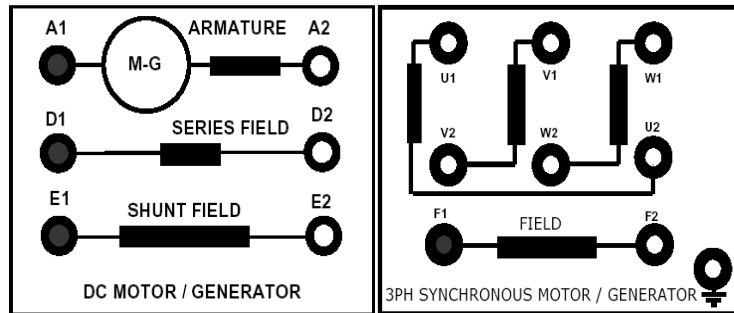 A1 ARMATURE A2
M-G
D1 SERIES FIELD D2
E1 SHUNT FIELD E2
DC MOTOR / GENERATOR
U1 V1 W1
V2 W2 U2
F1 FIELD F2
3PH SYNCHRONOUS MOTOR / GENERATOR